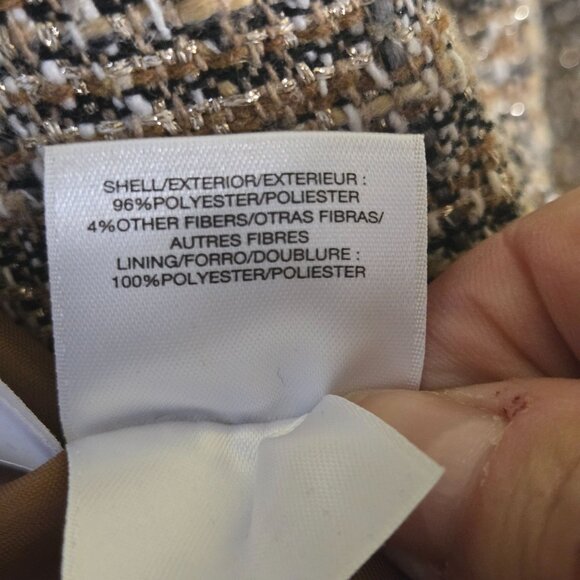 SHELL/EXTERIOR/EXTERIEUR :
96%POLYESTER/POLIESTER
4%OTHER FIBERS/OTRAS FIBRAS/
AUTRES FIBRES
LINING/FORRO/DOUBLURE :
100%POLYESTER/POLIESTER